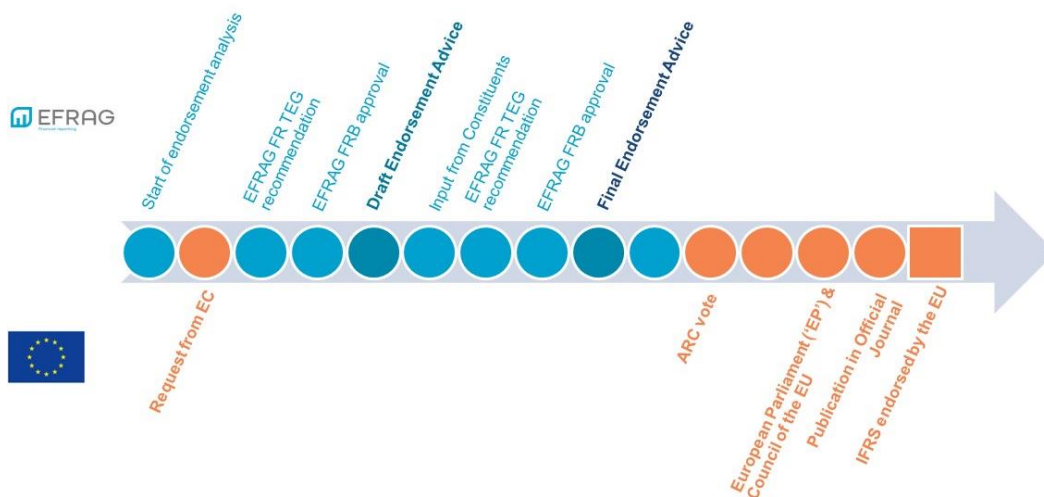 EFRAG
Financial reporting
Start of endorsement analysis
EFRAG FR TEG
recommendation
EFRAG FRB approval
Draft Endorsement Advice
Input from Constituents
EFRAG FR TEG
recommendation
EFRAG FRB approval
Final Endorsement Advice
Request from EC
ARC vote
European Parliament (‘EP’) &
Council of the EU
Publication in Official
Journal
IFRS endorsed by the EU